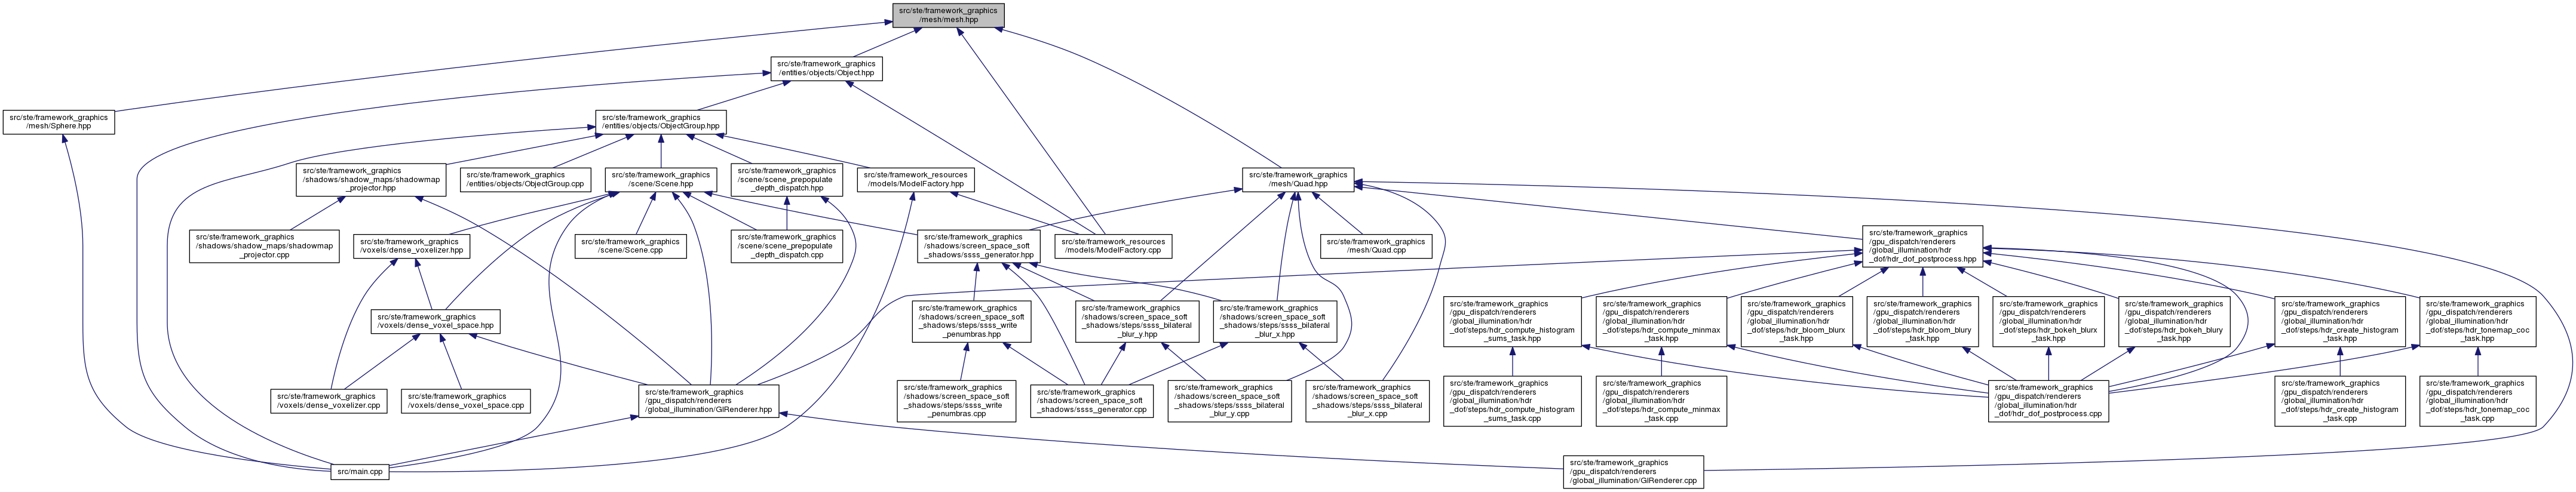 src/ste/framework_graphics
/mesh/mesh.hpp
src/ste/framework_graphics
/entities/objects/Object.hpp
src/ste/framework_graphics
/mesh/Sphere.hpp
src/ste/framework_graphics
/entities/objects/ObjectGroup.hpp
src/ste/framework_graphics
/shadows/shadow_maps/shadowmap
_projector.hpp
src/ste/framework_graphics
/entities/objects/ObjectGroup.cpp
src/ste/framework_graphics
/scene/Scene.hpp
src/ste/framework_graphics
/scene/scene_prepopulate
_depth_dispatch.hpp
src/ste/framework_resources
/models/ModelFactory.hpp
src/ste/framework_graphics
/mesh/Quad.hpp
src/ste/framework_graphics
/shadows/shadow_maps/shadowmap
_projector.cpp
src/ste/framework_graphics
/voxels/dense_voxelizer.hpp
src/ste/framework_graphics
/scene/Scene.cpp
src/ste/framework_graphics
/scene/scene_prepopulate
_depth_dispatch.cpp
src/ste/framework_graphics
/shadows/screen_space_soft
_shadows/ssss_generator.hpp
src/ste/framework_resources
/models/ModelFactory.cpp
src/ste/framework_graphics
/mesh/Quad.cpp
src/ste/framework_graphics
/gpu_dispatch/renderers
/global_illumination/hdr
_dof/hdr_dof_postprocess.hpp
src/ste/framework_graphics
/voxels/dense_voxel_space.hpp
src/ste/framework_graphics
/shadows/screen_space_soft
_shadows/steps/ssss_write
_penumbras.hpp
src/ste/framework_graphics
/shadows/screen_space_soft
_shadows/steps/ssss_bilateral
_blur_y.hpp
src/ste/framework_graphics
/shadows/screen_space_soft
_shadows/steps/ssss_bilateral
_blur_x.hpp
src/ste/framework_graphics
/gpu_dispatch/renderers
/global_illumination/hdr
_dof/steps/hdr_compute_histogram
_sums_task.hpp
src/ste/framework_graphics
/gpu_dispatch/renderers
/global_illumination/hdr
_dof/steps/hdr_compute_minmax
_task.hpp
src/ste/framework_graphics
/gpu_dispatch/renderers
/global_illumination/hdr
_dof/steps/hdr_bloom_blurx
_task.hpp
src/ste/framework_graphics
/gpu_dispatch/renderers
/global_illumination/hdr
_dof/steps/hdr_bloom_blury
_task.hpp
src/ste/framework_graphics
/gpu_dispatch/renderers
/global_illumination/hdr
_dof/steps/hdr_bokeh_blurx
_task.hpp
src/ste/framework_graphics
/gpu_dispatch/renderers
/global_illumination/hdr
_dof/steps/hdr_bokeh_blury
_task.hpp
src/ste/framework_graphics
/gpu_dispatch/renderers
/global_illumination/hdr
_dof/steps/hdr_create_histogram
_task.hpp
src/ste/framework_graphics
/gpu_dispatch/renderers
/global_illumination/hdr
_dof/steps/hdr_tonemap_coc
_task.hpp
src/ste/framework_graphics
/voxels/dense_voxelizer.cpp
src/ste/framework_graphics
/voxels/dense_voxel_space.cpp
src/ste/framework_graphics
/gpu_dispatch/renderers
/global_illumination/GIRenderer.hpp
src/ste/framework_graphics
/shadows/screen_space_soft
_shadows/steps/ssss_write
_penumbras.cpp
src/ste/framework_graphics
/shadows/screen_space_soft
_shadows/ssss_generator.cpp
src/ste/framework_graphics
/shadows/screen_space_soft
_shadows/steps/ssss_bilateral
_blur_y.cpp
src/ste/framework_graphics
/shadows/screen_space_soft
_shadows/steps/ssss_bilateral
_blur_x.cpp
src/ste/framework_graphics
/gpu_dispatch/renderers
/global_illumination/hdr
_dof/steps/hdr_compute_histogram
_sums_task.cpp
src/ste/framework_graphics
/gpu_dispatch/renderers
/global_illumination/hdr
_dof/steps/hdr_compute_minmax
_task.cpp
src/ste/framework_graphics
/gpu_dispatch/renderers
/global_illumination/hdr
_dof/hdr_dof_postprocess.cpp
src/ste/framework_graphics
/gpu_dispatch/renderers
/global_illumination/hdr
_dof/steps/hdr_create_histogram
_task.cpp
src/ste/framework_graphics
/gpu_dispatch/renderers
/global_illumination/hdr
_dof/steps/hdr_tonemap_coc
_task.cpp
src/main.cpp
src/ste/framework_graphics
/gpu_dispatch/renderers
/global_illumination/GIRenderer.cpp